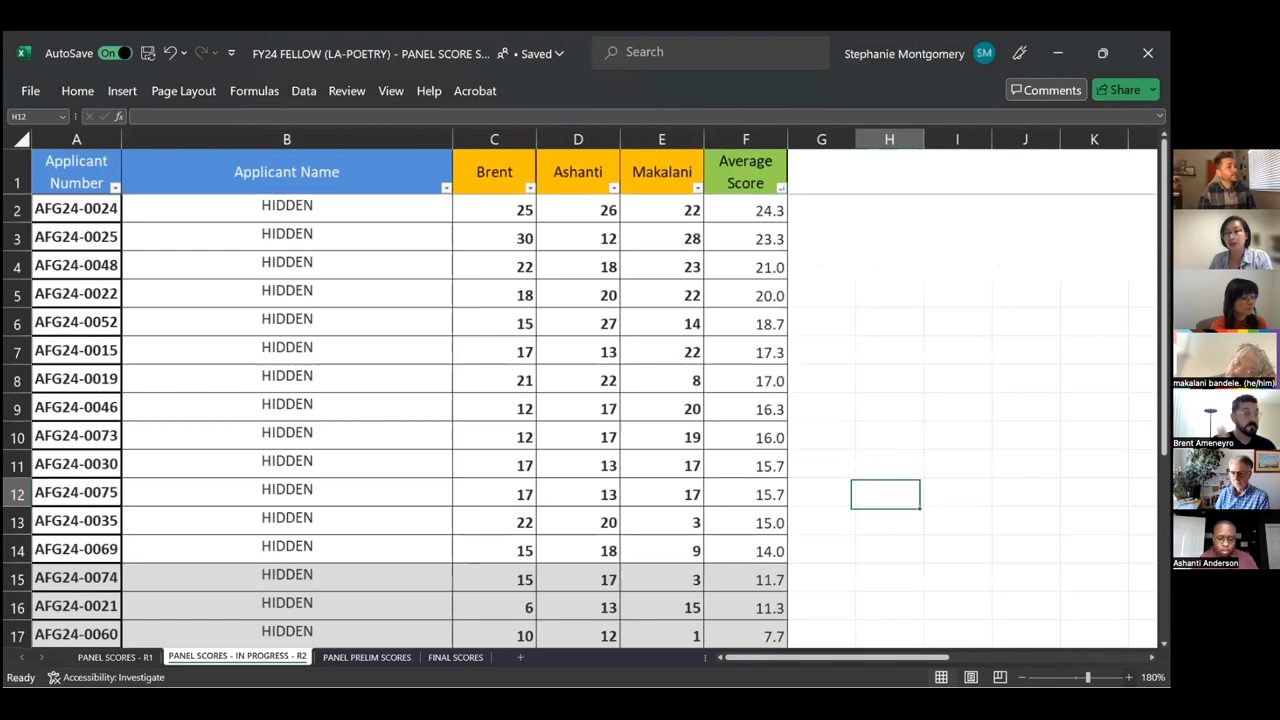 AutoSave On FY24 FELLOW (LA-POETRY) - PANEL SCORE S... • Saved Search Stephanie Montgomery SM
File Home Insert Page Layout Formulas Data Review View Help Acrobat Comments Share
H12 fx
A B C D E F G H I J K
1 Applicant Number Applicant Name Brent Ashanti Makalani Average Score
2 AFG24-0024 HIDDEN 25 26 22 24.3
3 AFG24-0025 HIDDEN 30 12 28 23.3
4 AFG24-0048 HIDDEN 22 18 23 21.0
5 AFG24-0022 HIDDEN 18 20 22 20.0
6 AFG24-0052 HIDDEN 15 27 14 18.7
7 AFG24-0015 HIDDEN 17 13 22 17.3
8 AFG24-0019 HIDDEN 21 22 8 17.0
9 AFG24-0046 HIDDEN 12 17 20 16.3
10 AFG24-0073 HIDDEN 12 17 19 16.0
11 AFG24-0030 HIDDEN 17 13 17 15.7
12 AFG24-0075 HIDDEN 17 13 17 15.7
13 AFG24-0035 HIDDEN 22 20 3 15.0
14 AFG24-0069 HIDDEN 15 18 9 14.0
15 AFG24-0074 HIDDEN 15 17 3 11.7
16 AFG24-0021 HIDDEN 6 13 15 11.3
17 AFG24-0060 HIDDEN 10 12 1 7.7
PANEL SCORES - R1 PANEL SCORES - IN PROGRESS - R2 PANEL PRELIM SCORES FINAL SCORES
Ready Accessibility: Investigate 180%
makalani bandele. (he/him)
Brent Ameneyro
Ashanti Anderson